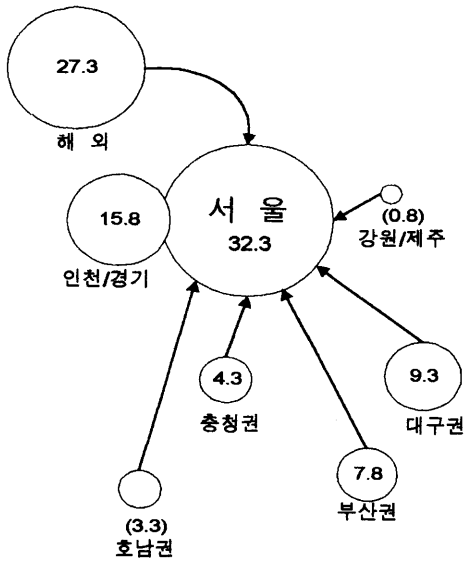 27.3
해 외
15.8
인천/경기
서 울
32.3
(0.8)
강원/제주
4.3
충청권
9.3
대구권
7.8
부산권
(3.3)
호남권